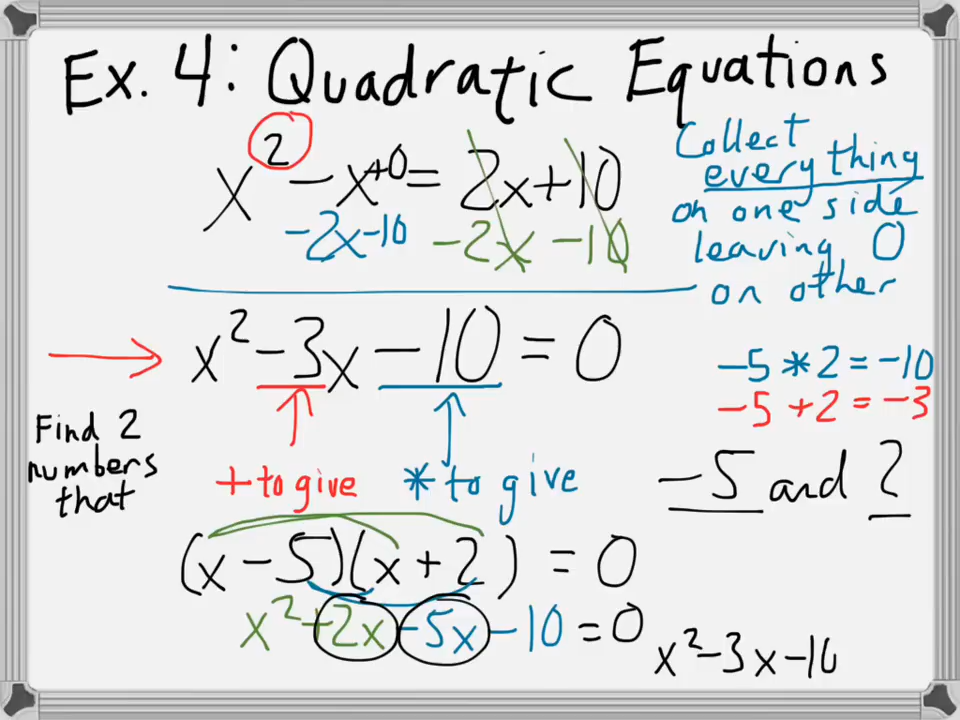 Ex. 4: Quadratic Equations
x² - x +0 = 2x+10
-2x-10 -2x -10
Collect
everything
on one side
leaving 0
on other
x² -3x -10 = 0
-5 * 2 = -10
-5 + 2 = -3
Find 2
numbers
that
+ to give
* to give
-5 and 2
(x - 5)(x + 2) = 0
x² +2x -5x -10 = 0
x² -3x -10